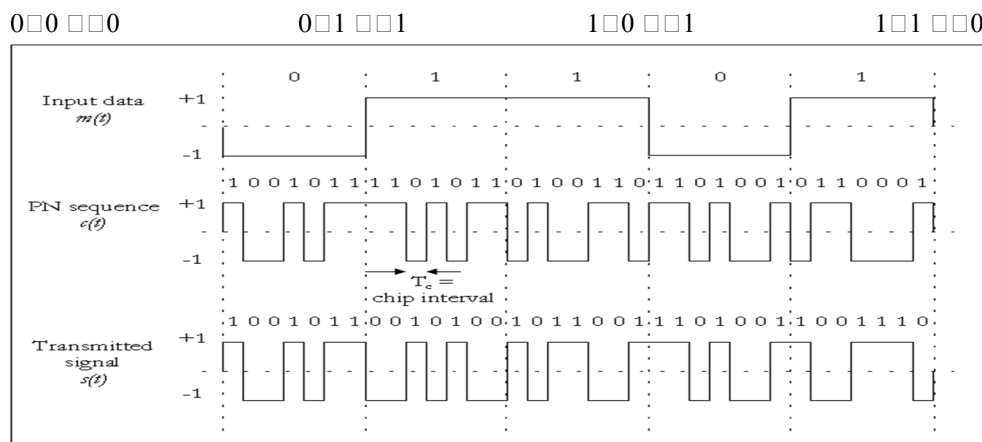 0□0 □□0 0□1 □□1 1□0 □□1 1□1 □□0
0 1 1 0 1
Input data +1
m(t)
-1
1 0 0 1 0 1 1 1 1 0 1 0 1 1 0 1 0 0 1 1 0 1 1 0 1 0 0 1 0 1 1 0 0 0 1
PN sequence +1
c(t)
-1
T_c =
chip interval
1 0 0 1 0 1 1 0 0 1 0 1 0 0 1 0 1 1 0 0 1 1 1 0 1 0 0 1 1 0 0 1 1 1 0
Transmitted +1
signal
s(t) -1